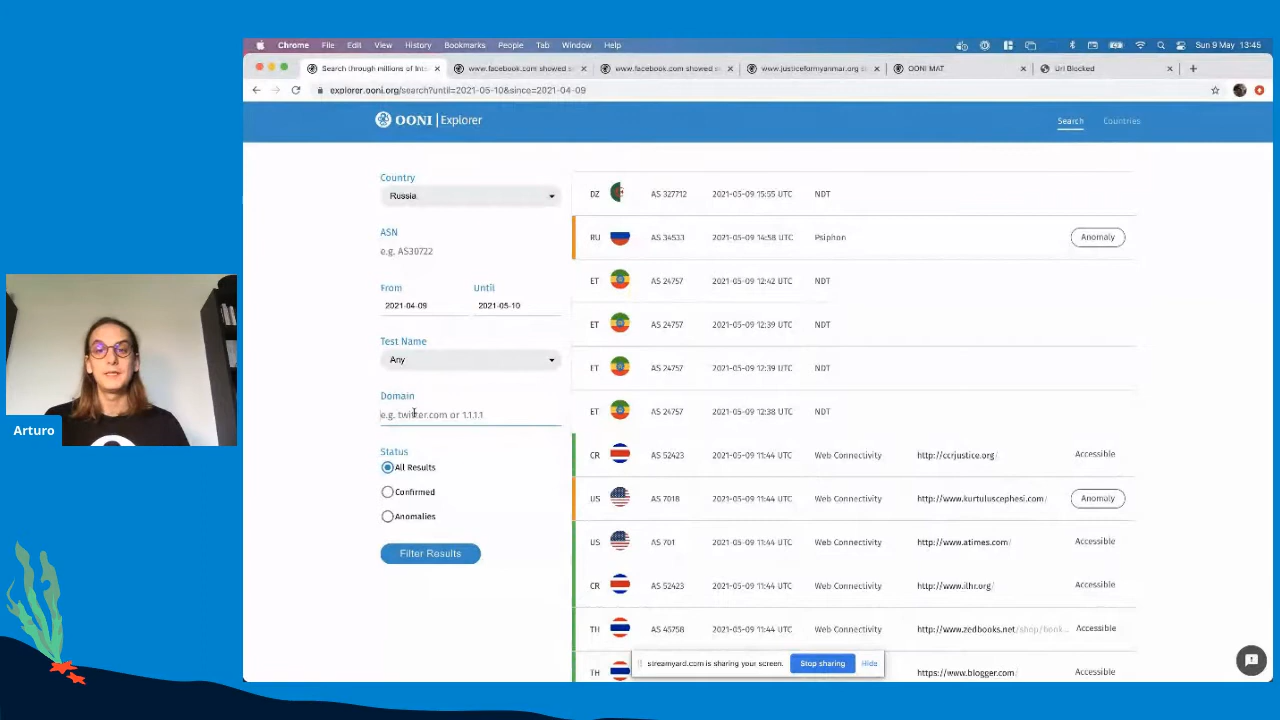 Chrome File Edit View History Bookmarks People Tab Window Help
Sun 9 May 13:45
Search through millions of Int
www.facebook.com showed s
www.facebook.com showed s
www.justiceformyanmar.org s
OONI MAT
Url Blocked
explorer.ooni.org/search?until=2021-05-10&since=2021-04-09
OONI | Explorer
Search
Countries
Country
Russia
ASN
e.g. AS30722
From
Until
2021-04-09
2021-05-10
Test Name
Any
Domain
e.g. twitter.com or 1.1.1.1
Status
All Results
Confirmed
Anomalies
Filter Results
DZ AS 327712 2021-05-09 15:55 UTC NDT
RU AS 34533 2021-05-09 14:58 UTC Psiphon Anomaly
ET AS 24757 2021-05-09 12:42 UTC NDT
ET AS 24757 2021-05-09 12:39 UTC NDT
ET AS 24757 2021-05-09 12:39 UTC NDT
ET AS 24757 2021-05-09 12:38 UTC NDT
CR AS 52423 2021-05-09 11:44 UTC Web Connectivity http://ccrjustice.org/ Accessible
US AS 7018 2021-05-09 11:44 UTC Web Connectivity http://www.kurtuluscephesi.com/ Anomaly
US AS 701 2021-05-09 11:44 UTC Web Connectivity http://www.atimes.com/ Accessible
CR AS 52423 2021-05-09 11:44 UTC Web Connectivity http://www.ilhr.org/ Accessible
TH AS 45758 2021-05-09 11:44 UTC Web Connectivity http://www.zedbooks.net/shop/book... Accessible
TH https://www.blogger.com/ Accessible
streamyard.com is sharing your screen.
Stop sharing
Hide
Arturo